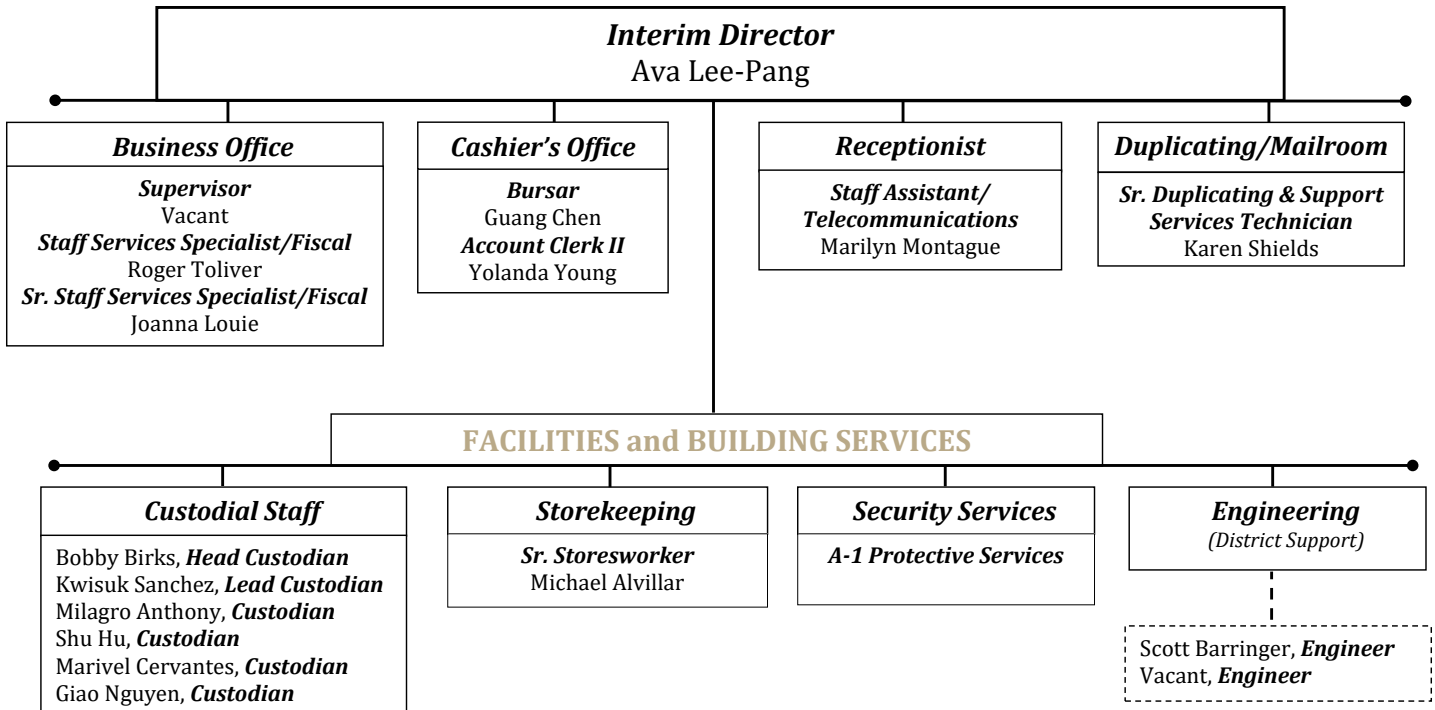 Interim Director
Ava Lee-Pang
Business Office
Supervisor
Vacant
Staff Services Specialist/Fiscal
Roger Toliver
Sr. Staff Services Specialist/Fiscal
Joanna Louie
Cashier's Office
Bursar
Guang Chen
Account Clerk II
Yolanda Young
Receptionist
Staff Assistant/
Telecommunications
Marilyn Montague
Duplicating/Mailroom
Sr. Duplicating & Support
Services Technician
Karen Shields
FACILITIES and BUILDING SERVICES
Custodial Staff
Bobby Birks, Head Custodian
Kwisuk Sanchez, Lead Custodian
Milagro Anthony, Custodian
Shu Hu, Custodian
Marivel Cervantes, Custodian
Giao Nguyen, Custodian
Storekeeping
Sr. Storesworker
Michael Alvillar
Security Services
A-1 Protective Services
Engineering
(District Support)
Scott Barringer, Engineer
Vacant, Engineer